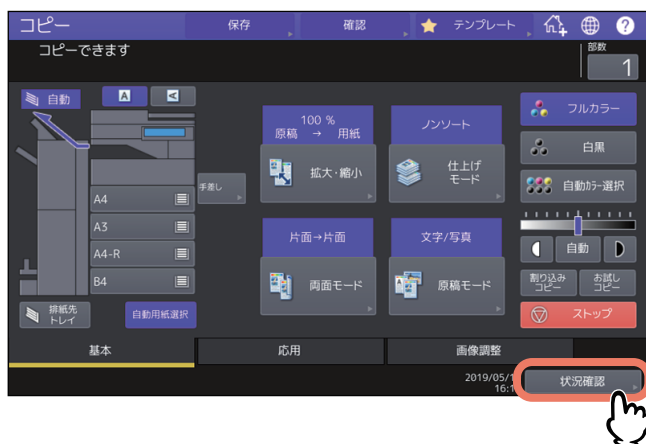 コピー
保存
確認
テンプレート
?
コピーできます
部数
1
自動
A
A
手差し
A4
A3
A4-R
B4
排紙先
トレイ
自動用紙選択
100 %
原稿 → 用紙
拡大・縮小
ノンソート
仕上げ
モード
片面→片面
両面モード
文字/写真
原稿モード
フルカラー
白黒
自動ｶﾗｰ選択
自動
割り込み
コピー
お試し
コピー
ストップ
基本
応用
画像調整
2019/05/1
16:1
状況確認